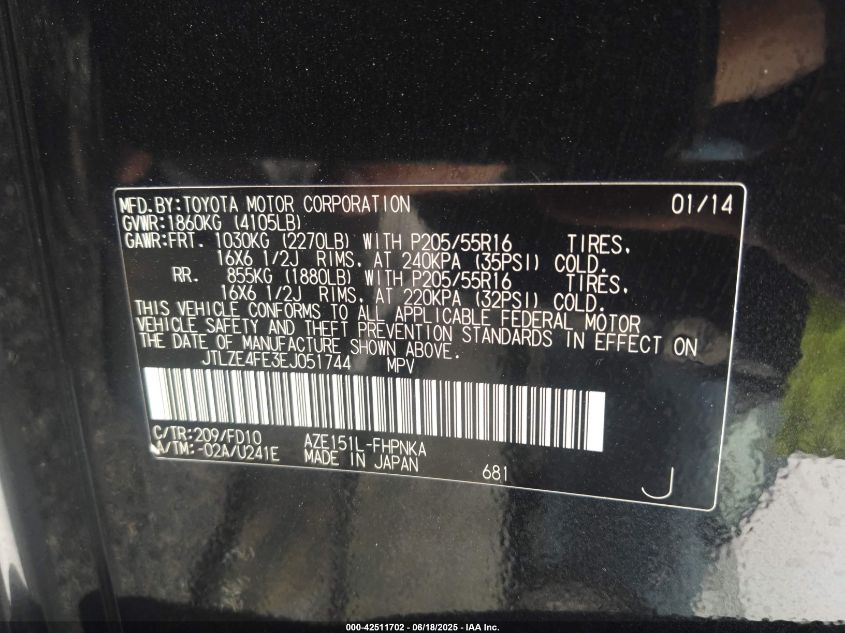 MFD.BY:TOYOTA MOTOR CORPORATION 01/14
GVWR:1860KG (4105LB)
GAWR:FRT. 1030KG (2270LB) WITH P205/55R16 TIRES,
16X6 1/2J RIMS, AT 240KPA (35PSI) COLD.
RR. 855KG (1880LB) WITH P205/55R16 TIRES,
16X6 1/2J RIMS, AT 220KPA (32PSI) COLD.
THIS VEHICLE CONFORMS TO ALL APPLICABLE FEDERAL MOTOR
VEHICLE SAFETY AND THEFT PREVENTION STANDARDS IN EFFECT ON
THE DATE OF MANUFACTURE SHOWN ABOVE.
JTLZE4FE3EJ051744 MPV
C/TR:209/FD10 AZE151L-FHPNKA
A/TM:-02A/U241E MADE IN JAPAN 681 J
000-42511702 - 06/18/2025 - IAA Inc.